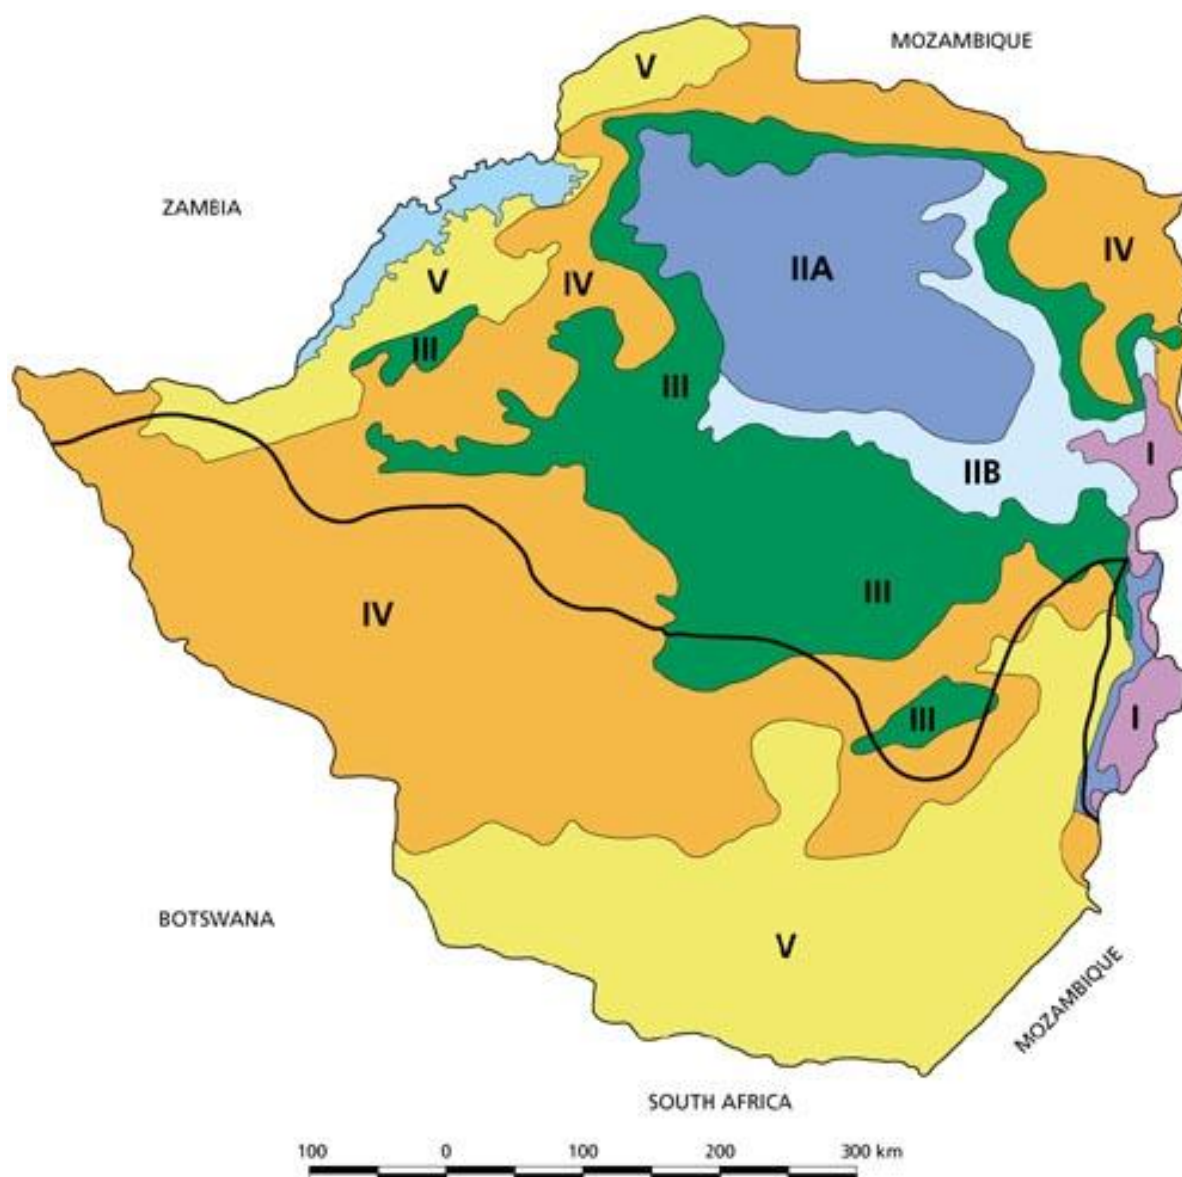 MOZAMBIQUE
V
ZAMBIA
IV
IIA
V
IV
III
III
I
IIB
III
IV
III
I
BOTSWANA
V
MOZAMBIQUE
SOUTH AFRICA
100 0 100 200 300 km